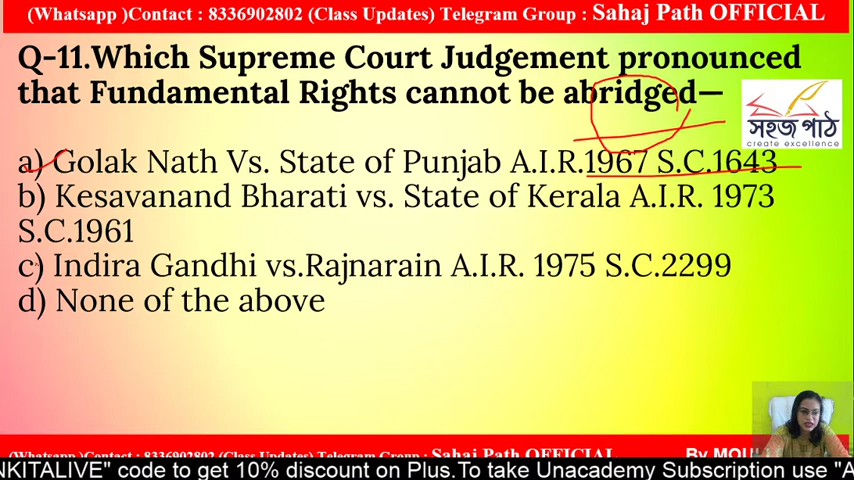 (Whatsapp )Contact : 8336902802 (Class Updates) Telegram Group : Sahaj Path OFFICIAL
Q-11.Which Supreme Court Judgement pronounced
that Fundamental Rights cannot be abridged—
সহজ পাঠ
create excellence
a) Golak Nath Vs. State of Punjab A.I.R.1967 S.C.1643
b) Kesavanand Bharati vs. State of Kerala A.I.R. 1973
S.C.1961
c) Indira Gandhi vs.Rajnarain A.I.R. 1975 S.C.2299
d) None of the above
(Whatsapp )Contact : 8336902802 (Class Updates) Telegram Group : Sahaj Path OFFICIAL By MOU
NKITALIVE" code to get 10% discount on Plus.To take Unacademy Subscription use "A